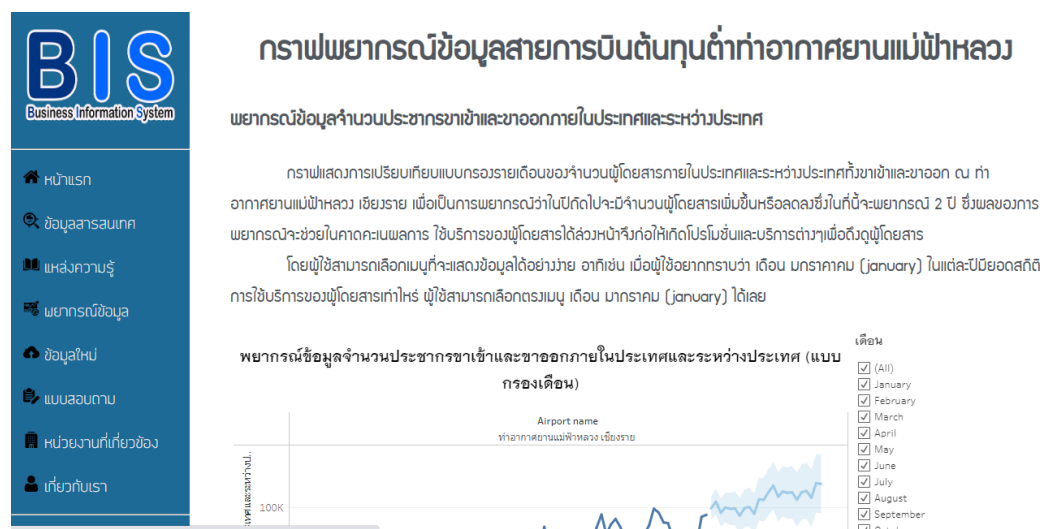 BIS
Business Information System
หน้าแรก
ข้อมูลสารสนเทศ
แหล่งความรู้
พยากรณ์ข้อมูล
ข้อมูลใหม่
แบบสอบถาม
หน่วยงานที่เกี่ยวข้อง
เกี่ยวกับเรา
กราฟพยากรณ์ข้อมูลสายการบินต้นทุนต่ำท่าอากาศยานแม่ฟ้าหลวง
พยากรณ์ข้อมูลจำนวนประชากรขาเข้าและขาออกภายในประเทศและระหว่างประเทศ
กราฟแสดงการเปรียบเทียบแบบกรองรายเดือนของจำนวนผู้โดยสารภายในประเทศและระหว่างประเทศทั้งขาเข้าและขาออก ณ ท่า
อากาศยานแม่ฟ้าหลวง เชียงราย เพื่อเป็นการพยากรณ์ว่าในปีถัดไปจะมีจำนวนผู้โดยสารเพิ่มขึ้นหรือลดลงซึ่งในที่นี้จะพยากรณ์ 2 ปี ซึ่งผลของการ
พยากรณ์จะช่วยในคาดคะเนผลการ ใช้บริการของผู้โดยสารได้ล่วงหน้าจึงก่อให้เกิดโปรโมชั่นและบริการต่างๆเพื่อดึงดูผู้โดยสาร
โดยผู้ใช้สามารถเลือกเมนูที่จะแสดงข้อมูลได้อย่างง่าย อาทิเช่น เมื่อผู้ใช้อยากทราบว่า เดือน มกราคาคม (january) ในแต่ละปีมียอดสถิติ
การใช้บริการของผู้โดยสารเท่าไหร่ ผู้ใช้สามารถเลือกตรงเมนู เดือน มากราคม (january) ได้เลย
พยากรณ์ข้อมูลจำนวนประชากรขาเข้าและขาออกภายในประเทศและระหว่างประเทศ (แบบ
กรองเดือน)
Airport name
ท่าอากาศยานแม่ฟ้าหลวง เชียงราย
ะเทศและระหว่างป..
100K
เดือน
(All)
January
February
March
April
May
June
July
August
September